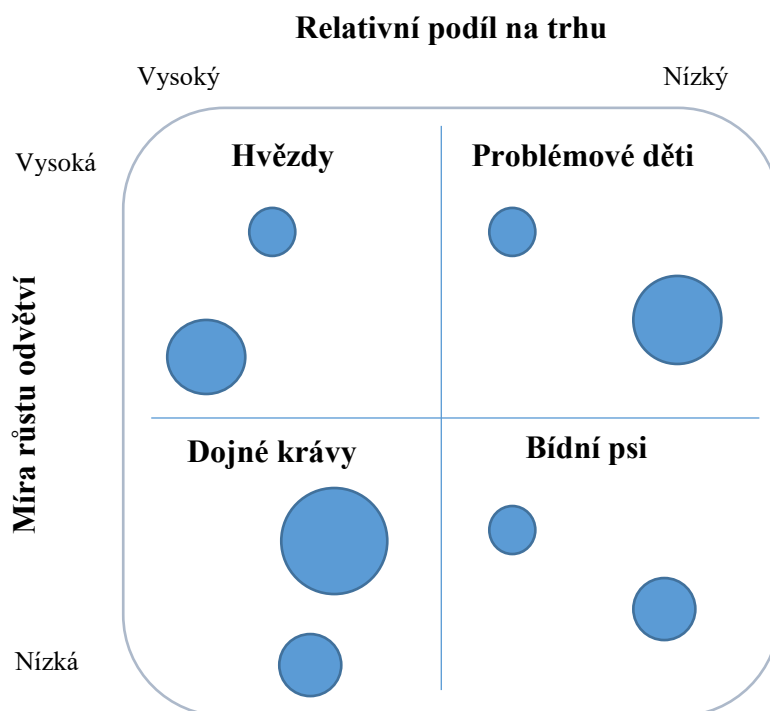 Relativní podíl na trhu
Vysoký
Nízký
Vysoká
Hvězdy
Problémové děti
Míra růstu odvětví
Dojné krávy
Bídní psi
Nízká